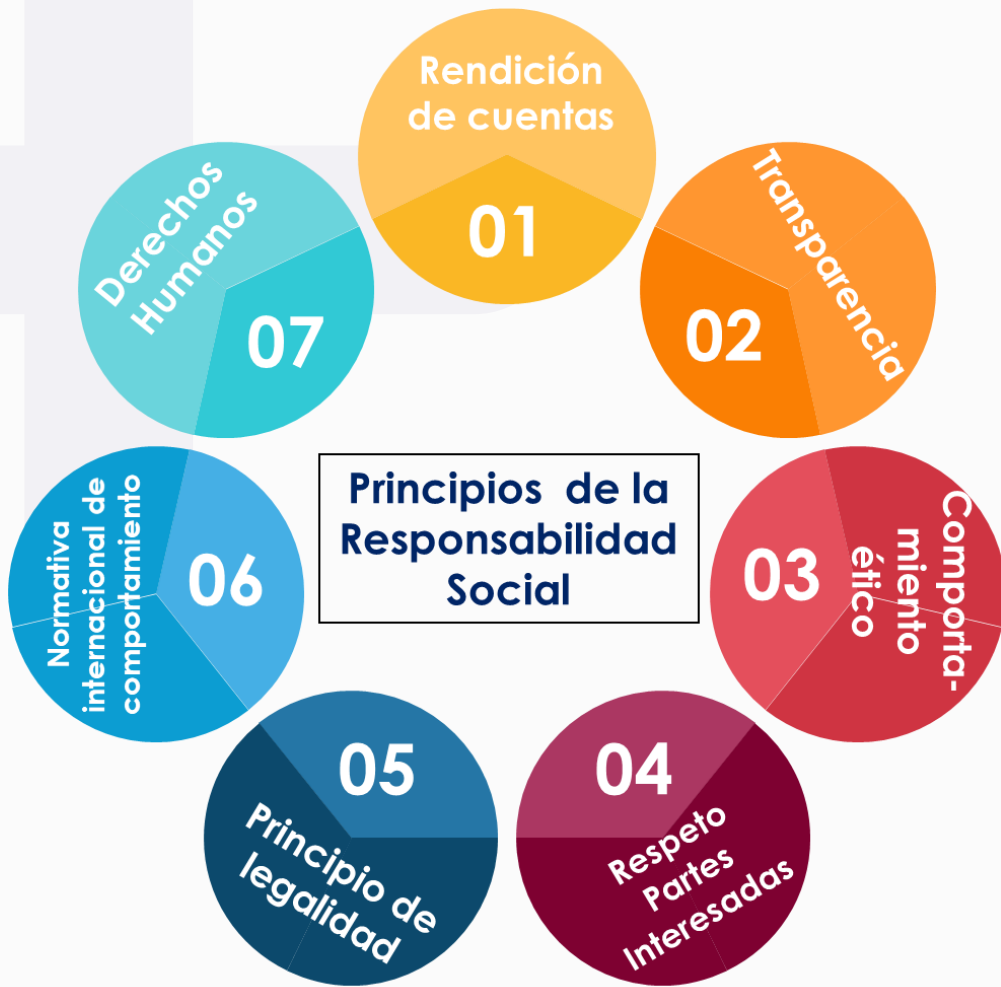 Rendición
de cuentas
01
Transparencia
02
Comporta-
miento
ético
03
04
Respeto
Partes
Interesadas
05
Principio de
legalidad
Normativa
internacional de
comportamiento
06
Derechos
Humanos
07
Principios de la
Responsabilidad
Social